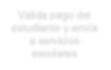 Valida pago del
estudiante y envía
a servicios
escolares